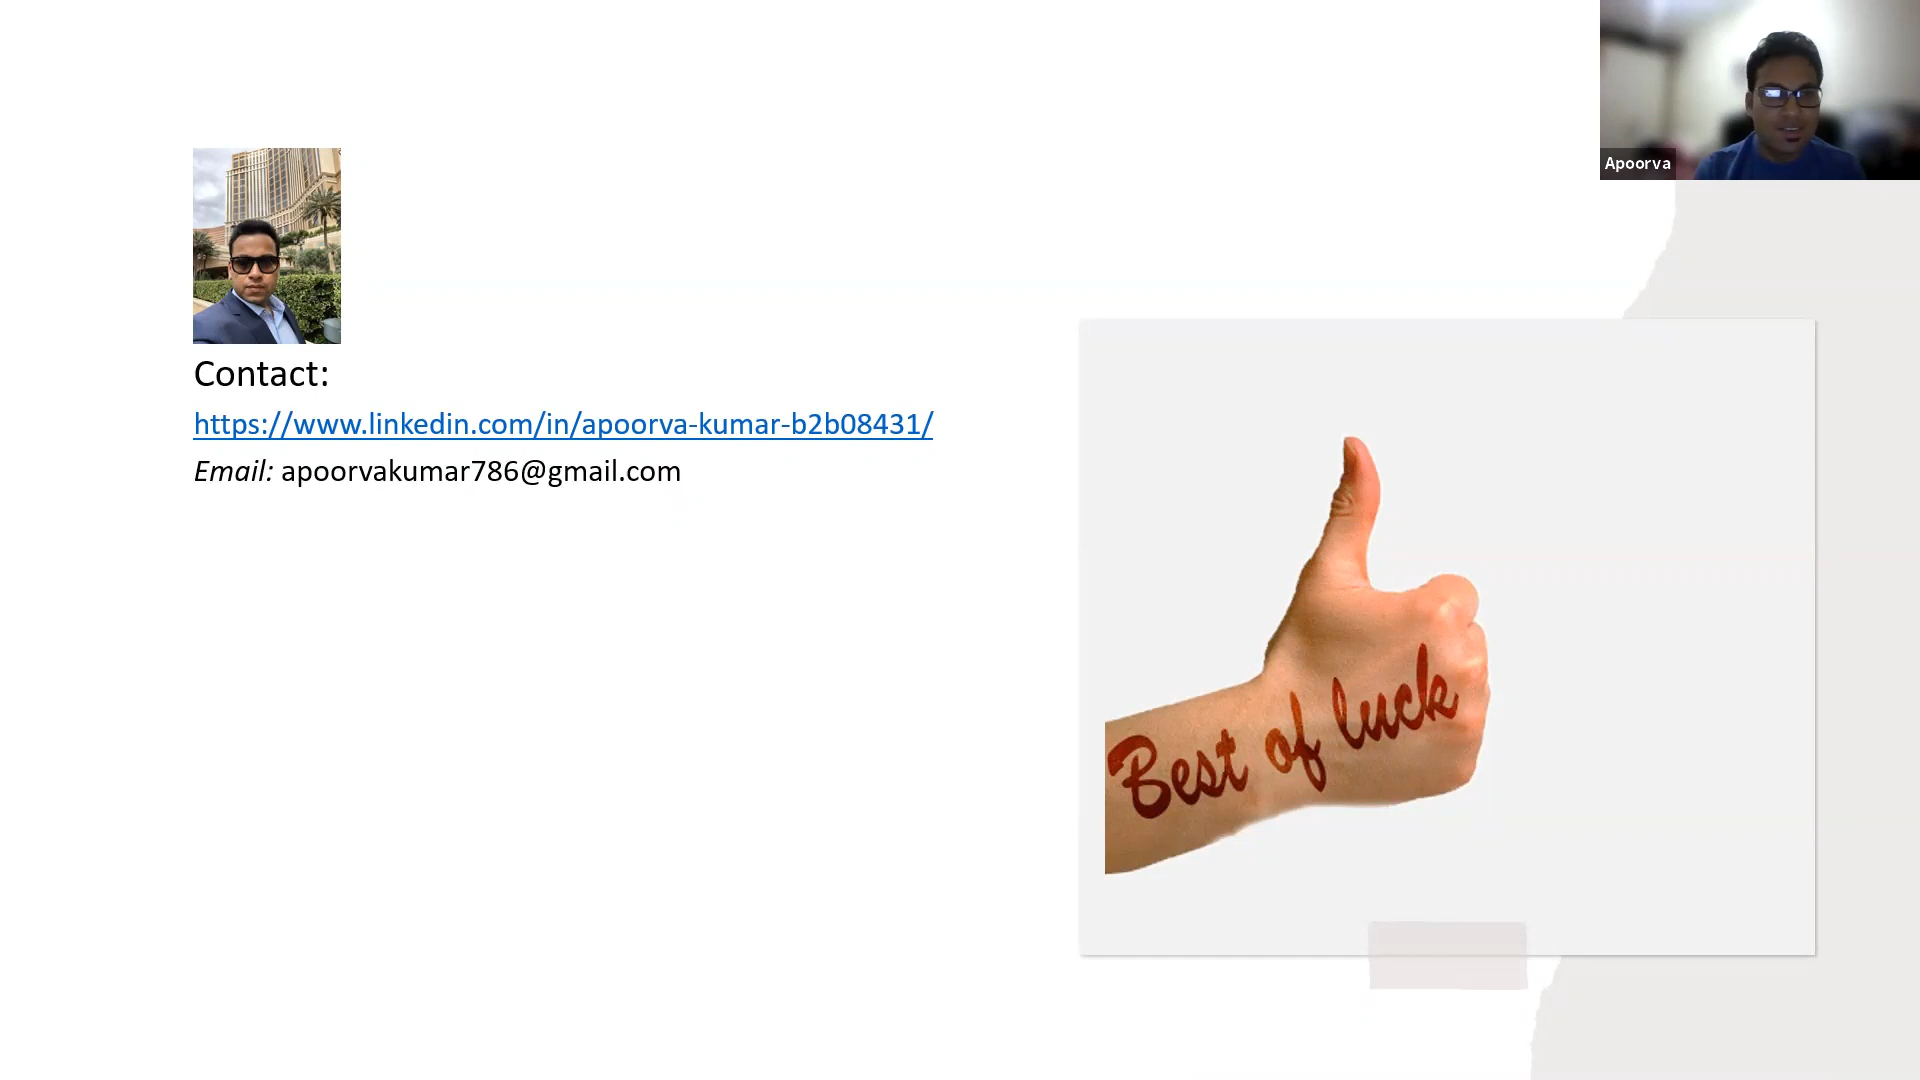 Apoorva
Contact:
https://www.linkedin.com/in/apoorva-kumar-b2b08431/
Email: apoorvakumar786@gmail.com
Best of luck